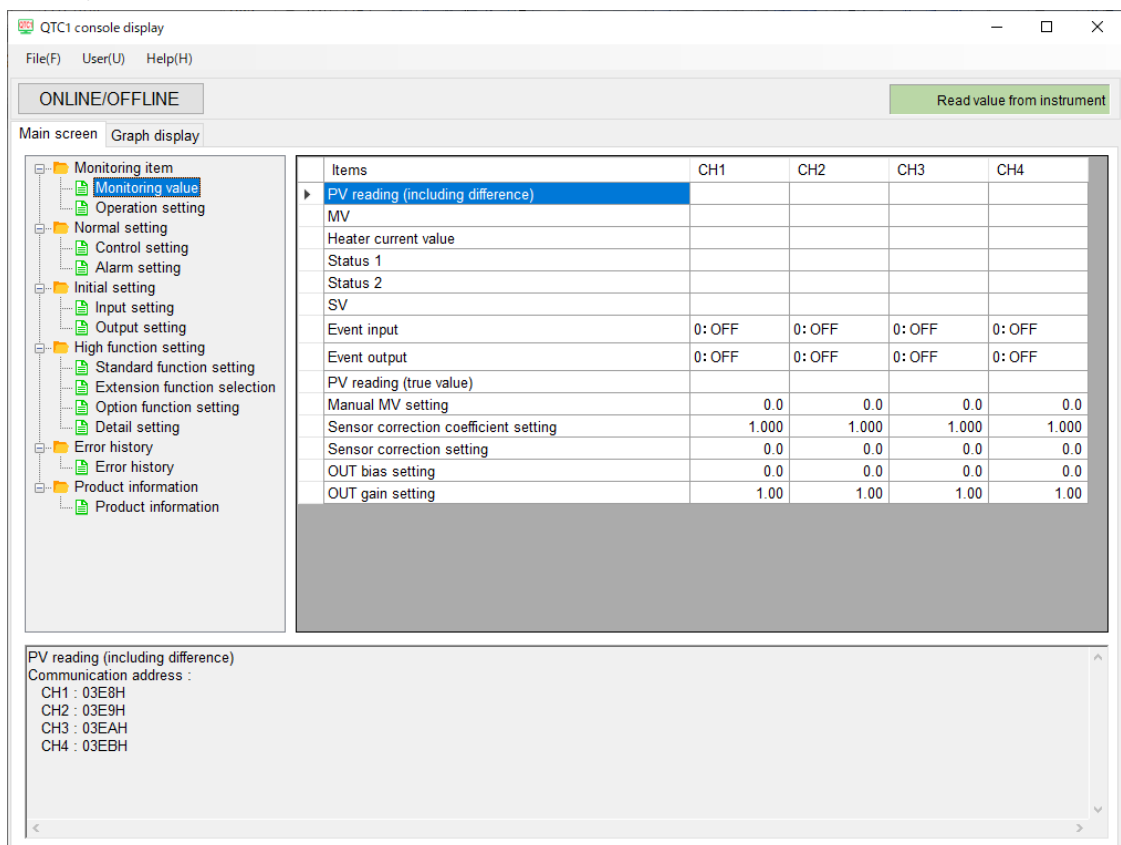 QTC1 console display
File(F) User(U) Help(H)
ONLINE/OFFLINE
Read value from instrument
Main screen Graph display
Monitoring item
Monitoring value
Operation setting
Normal setting
Control setting
Alarm setting
Initial setting
Input setting
Output setting
High function setting
Standard function setting
Extension function selection
Option function setting
Detail setting
Error history
Error history
Product information
Product information
Items CH1 CH2 CH3 CH4
PV reading (including difference)
MV
Heater current value
Status 1
Status 2
SV
Event input 0: OFF 0: OFF 0: OFF 0: OFF
Event output 0: OFF 0: OFF 0: OFF 0: OFF
PV reading (true value)
Manual MV setting 0.0 0.0 0.0 0.0
Sensor correction coefficient setting 1.000 1.000 1.000 1.000
Sensor correction setting 0.0 0.0 0.0 0.0
OUT bias setting 0.0 0.0 0.0 0.0
OUT gain setting 1.00 1.00 1.00 1.00
PV reading (including difference)
Communication address :
CH1 : 03E8H
CH2 : 03E9H
CH3 : 03EAH
CH4 : 03EBH